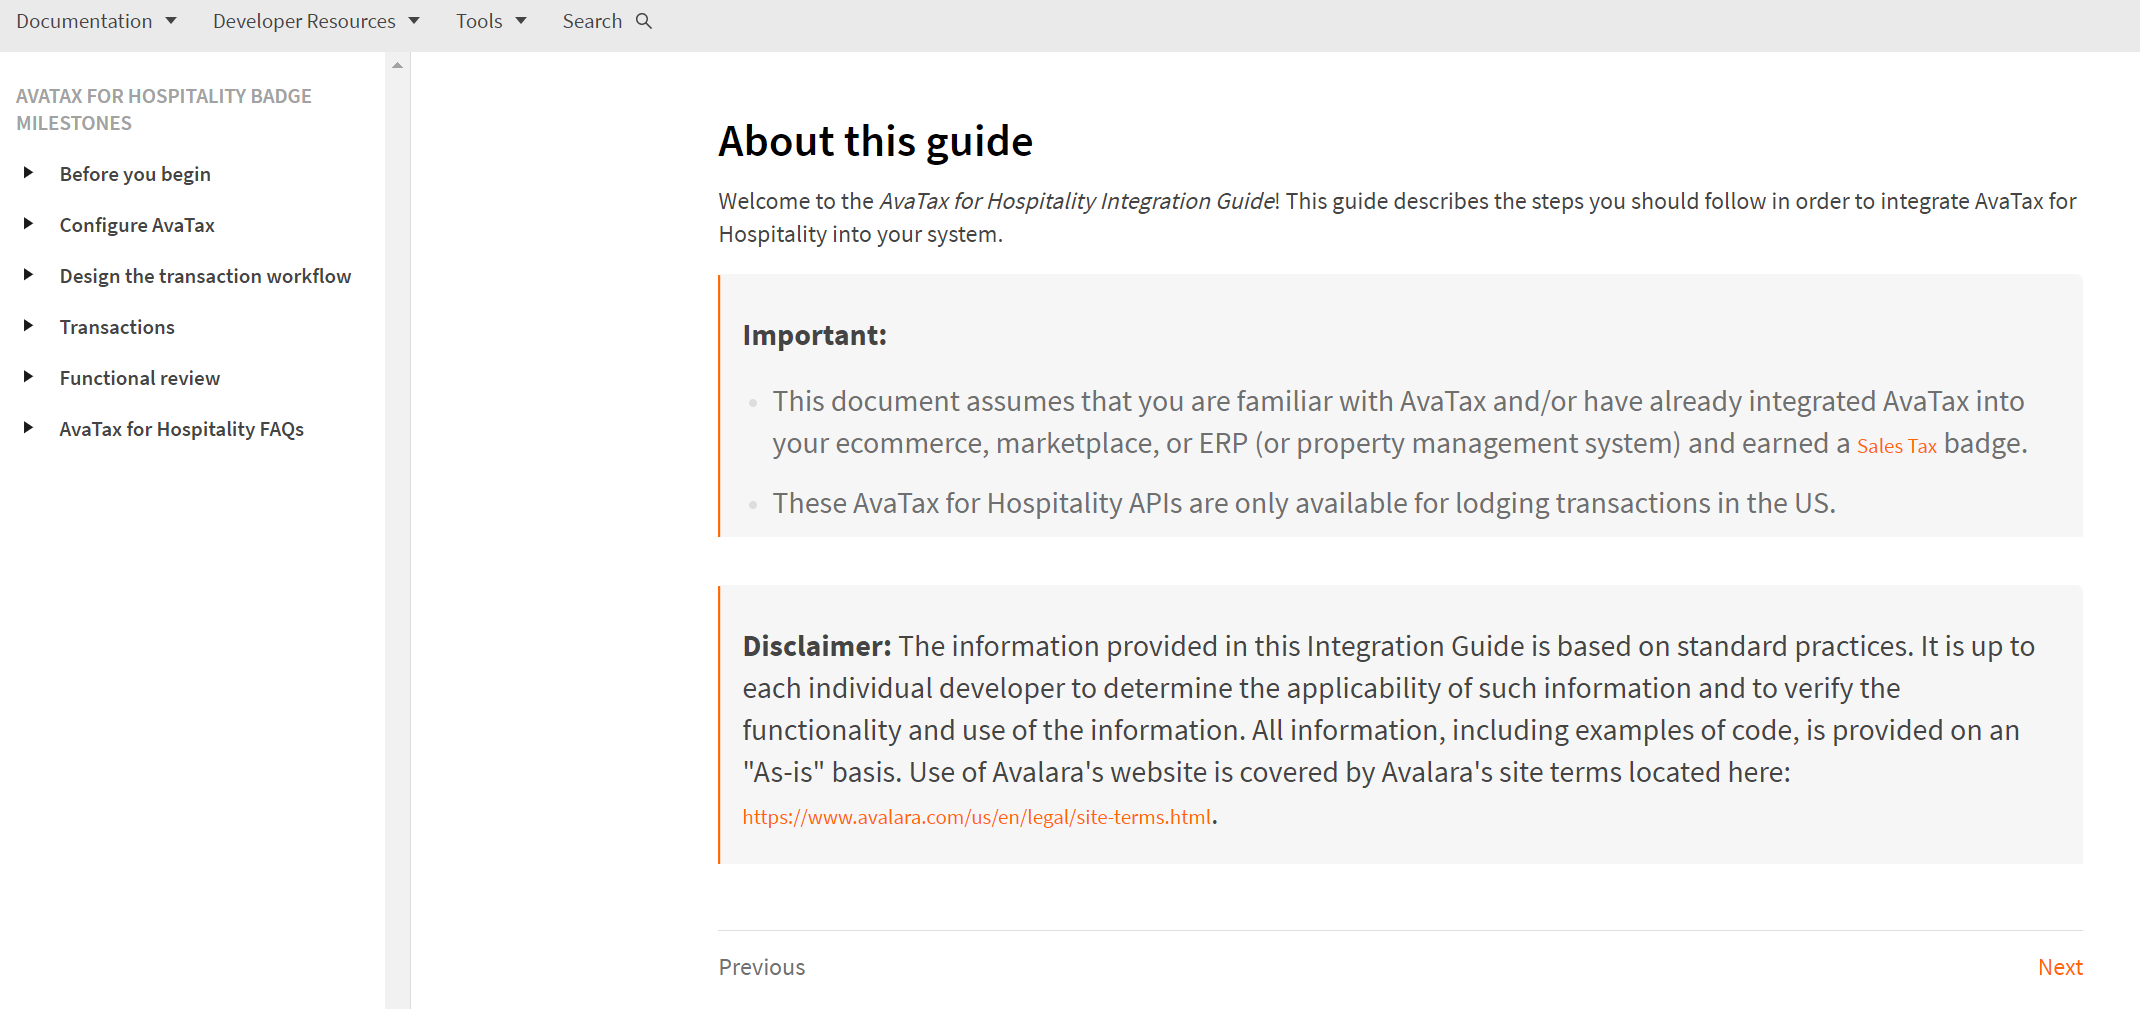 Documentation
Developer Resources
Tools
Search
AVATAX FOR HOSPITALITY BADGE
MILESTONES
Before you begin
Configure AvaTax
Design the transaction workflow
Transactions
Functional review
AvaTax for Hospitality FAQs
About this guide
Welcome to the AvaTax for Hospitality Integration Guide! This guide describes the steps you should follow in order to integrate AvaTax for
Hospitality into your system.
Important:
This document assumes that you are familiar with AvaTax and/or have already integrated AvaTax into
your ecommerce, marketplace, or ERP (or property management system) and earned a Sales Tax badge.
These AvaTax for Hospitality APIs are only available for lodging transactions in the US.
Disclaimer: The information provided in this Integration Guide is based on standard practices. It is up to
each individual developer to determine the applicability of such information and to verify the
functionality and use of the information. All information, including examples of code, is provided on an
"As-is" basis. Use of Avalara's website is covered by Avalara's site terms located here:
https://www.avalara.com/us/en/legal/site-terms.html.
Previous
Next